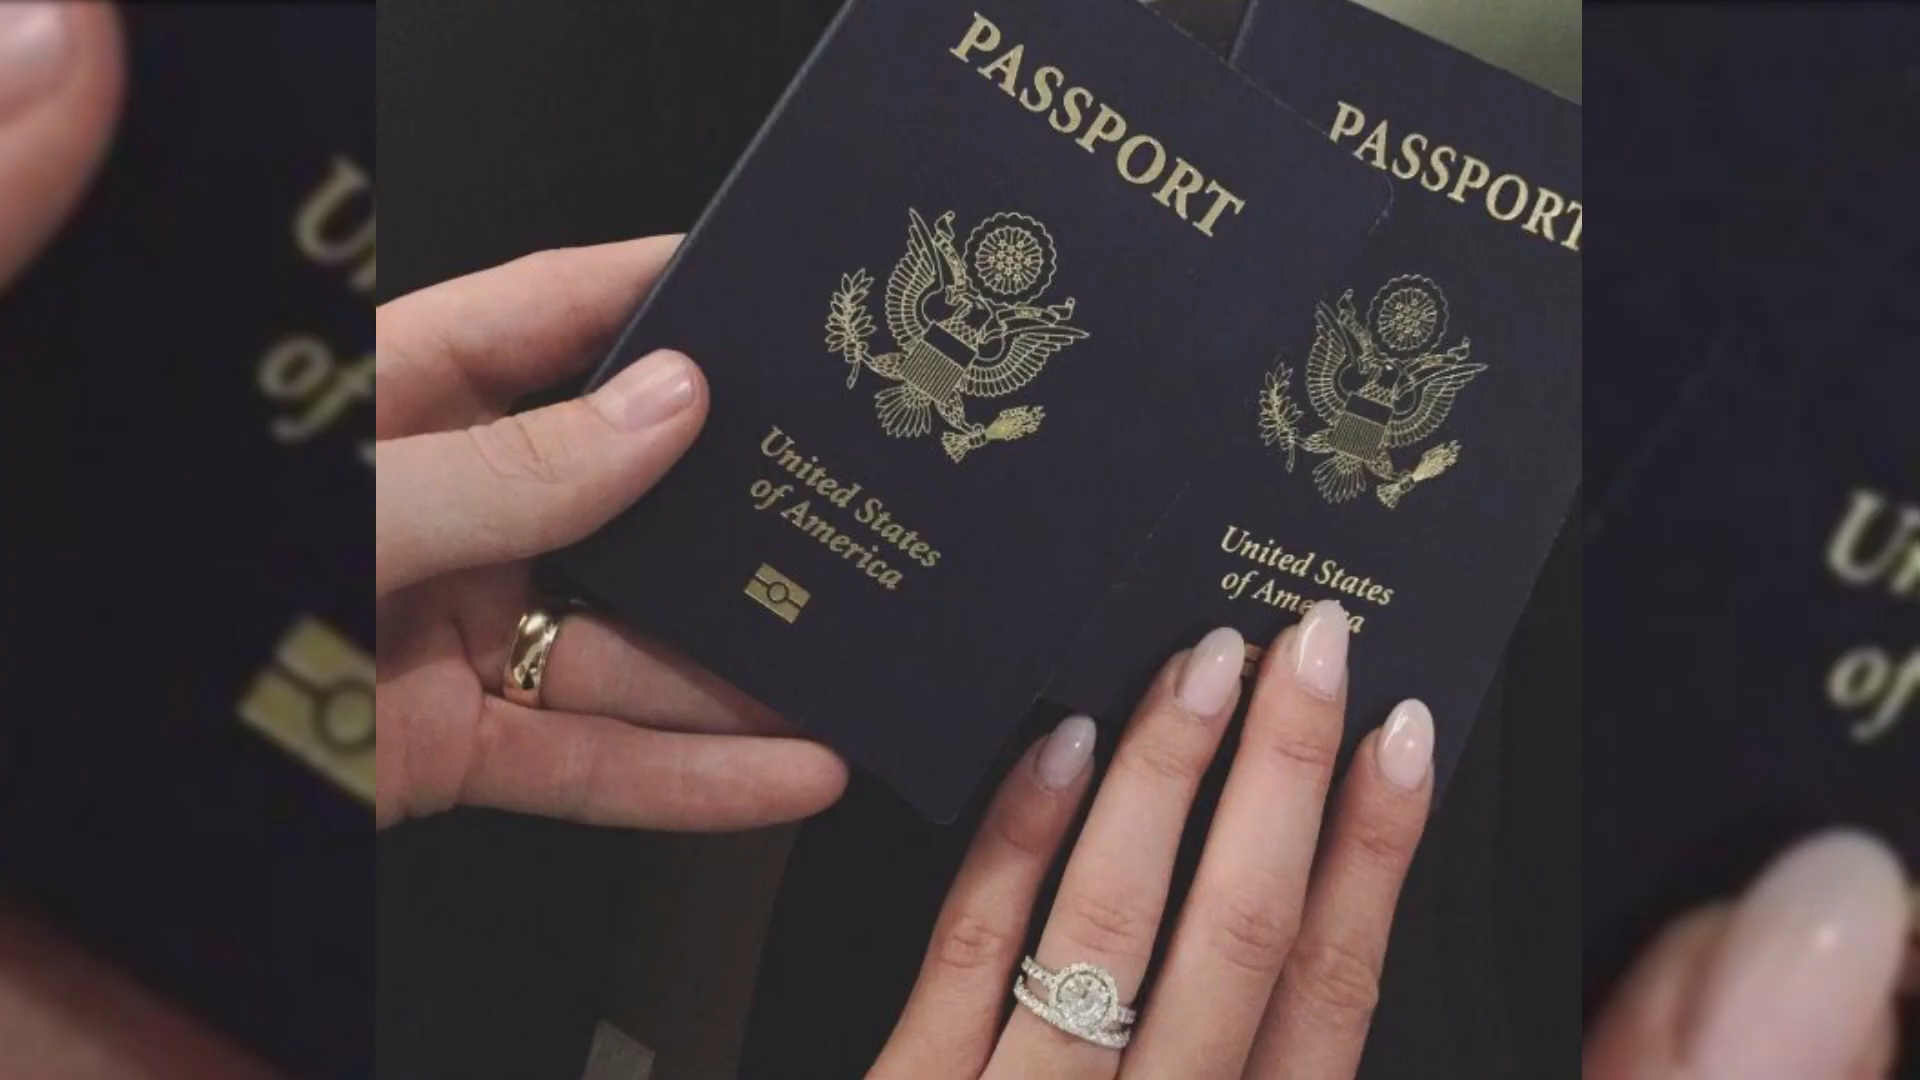 PASSPORT
United States
of America
PASSPORT
United States
of America